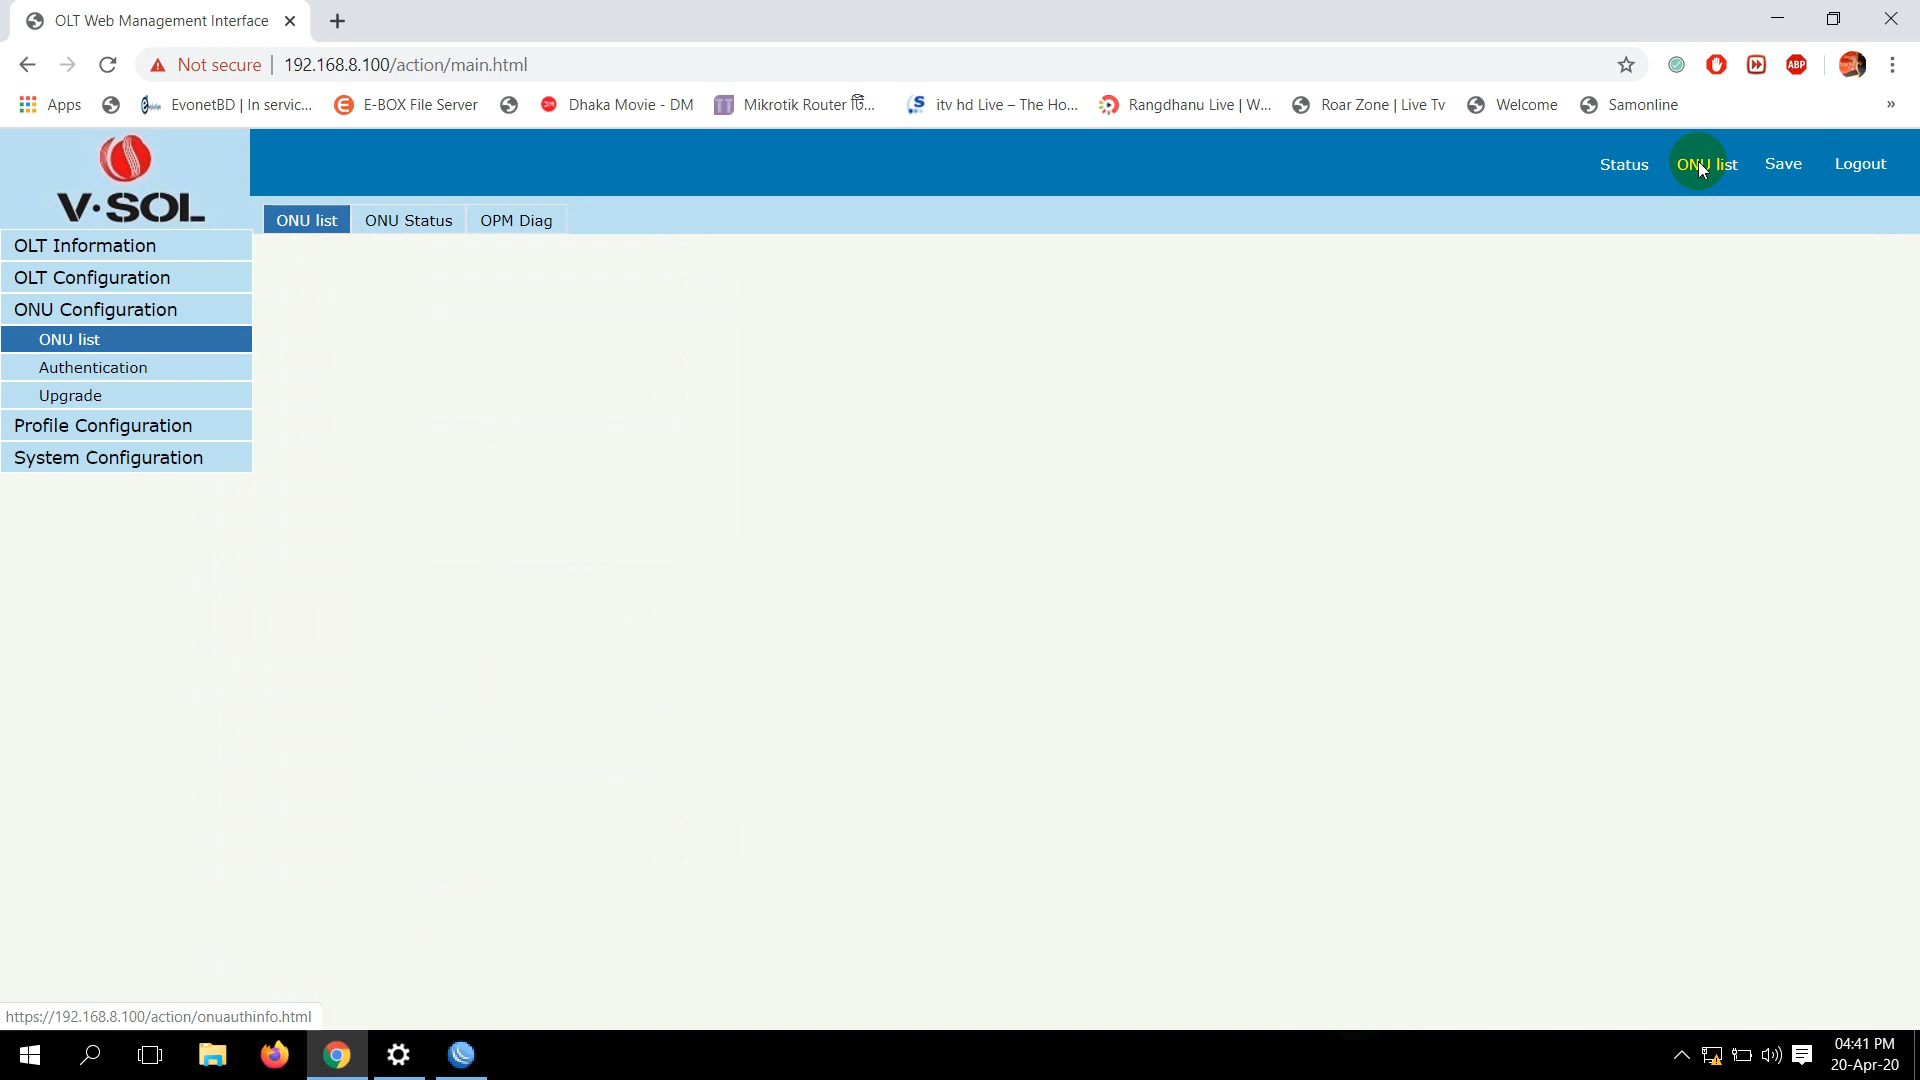 OLT Web Management Interface
Not secure | 192.168.8.100/action/main.html
ABP
Apps
EvonetBD | In servic...
E-BOX File Server
Dhaka Movie - DM
Mikrotik Router টি...
itv hd Live – The Ho...
Rangdhanu Live | W...
Roar Zone | Live Tv
Welcome
Samonline
»
V·SOL
Status
ONU list
Save
Logout
ONU list
ONU Status
OPM Diag
OLT Information
OLT Configuration
ONU Configuration
ONU list
Authentication
Upgrade
Profile Configuration
System Configuration
https://192.168.8.100/action/onuauthinfo.html
04:41 PM
20-Apr-20